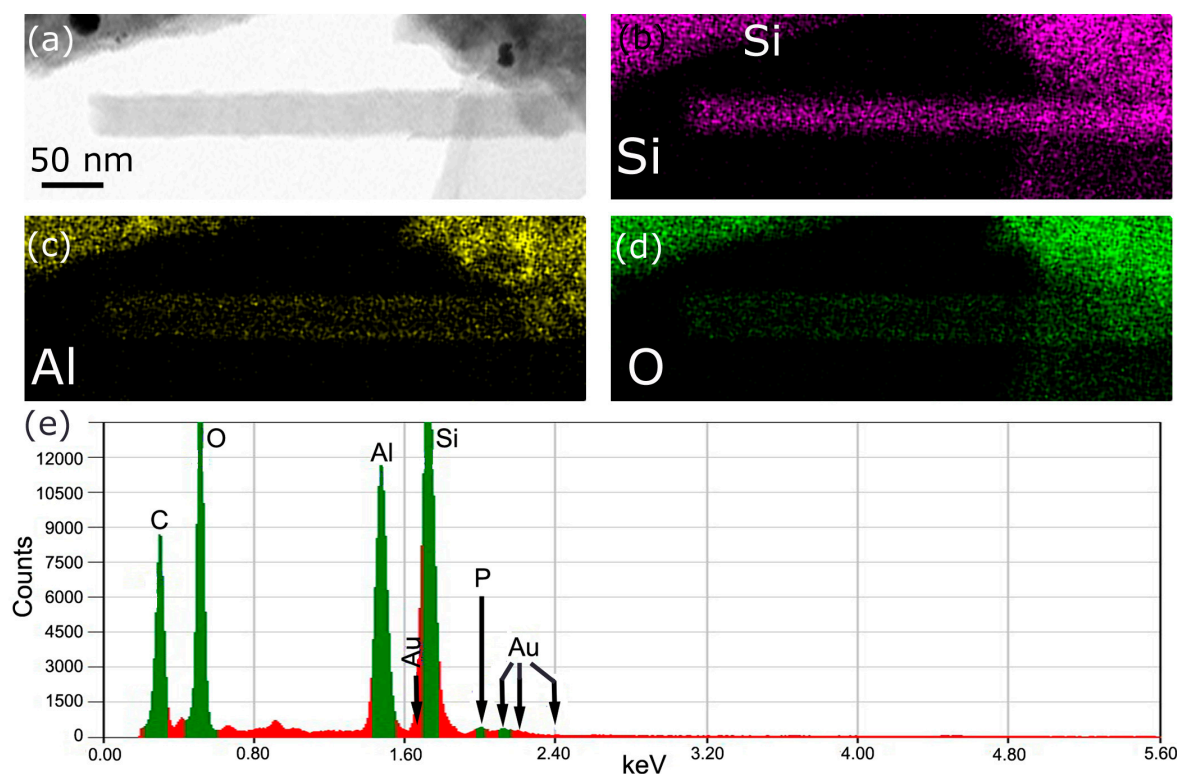 (a)
50 nm
(b)
Si
Si
(c)
Al
(d)
O
(e)
Counts
12000
10500
9000
7500
6000
4500
3000
1500
0
C
O
Al
Si
Au
P
Au
0.00
0.80
1.60
2.40
3.20
4.00
4.80
5.60
keV